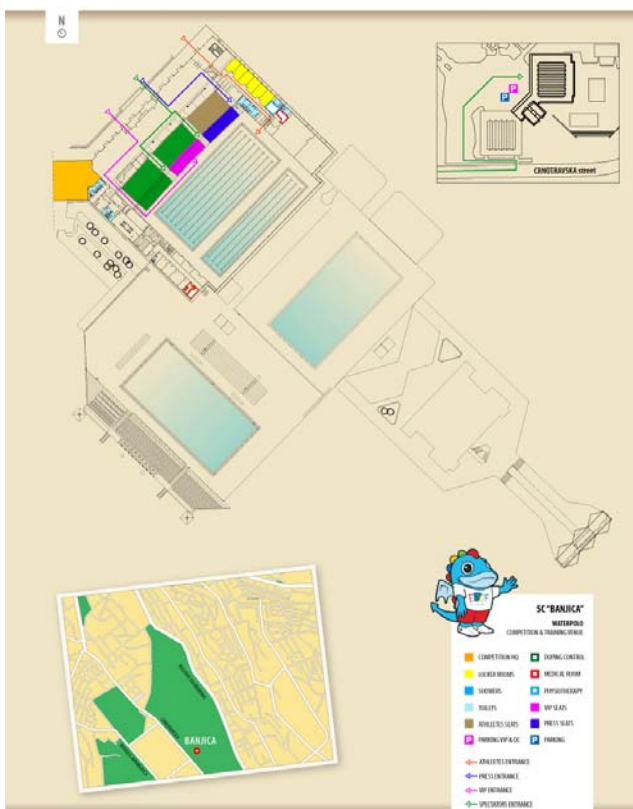 N
P
P
CRNOTRAVSKA street
BANJICA
SC "BANJICA"
WATERPOLO
COMPETITION & TRAINING VENUE
COMPETITION HQ
DOPING CONTROL
LOCKER ROOMS
MEDICAL ROOM
SHOWERS
PHYSIOTHERAPY
TOILETS
VIP SEATS
ATHLETES SEATS
PRESS SEATS
P PARKING VIP & OC
P PARKING
ATHLETES ENTRANCE
PRESS ENTRANCE
VIP ENTRANCE
SPECTATORS ENTRANCE